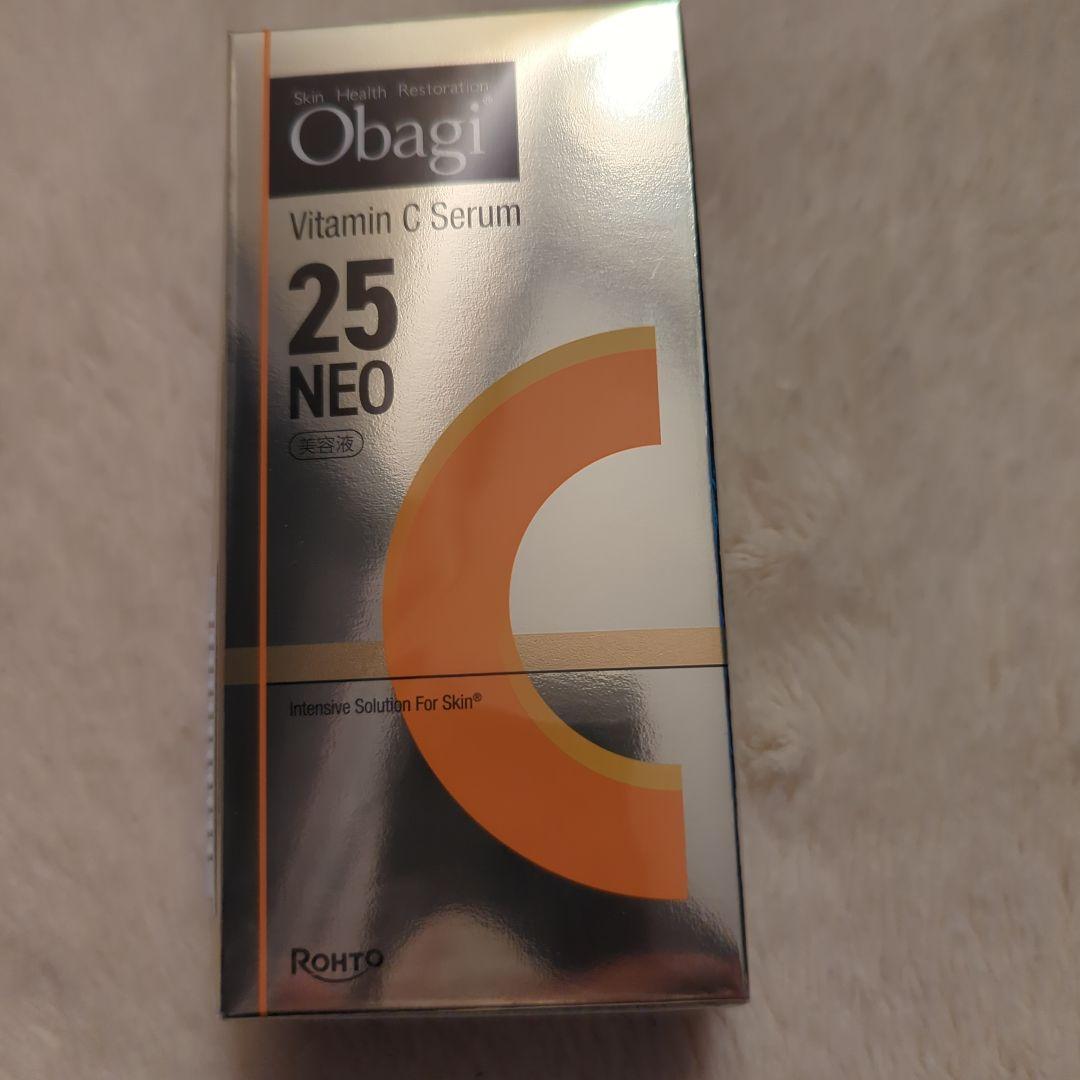 Skin Health Restoration
Obagi®
Vitamin C Serum
25
NEO
美容液
Intensive Solution For Skin®
ROHTO